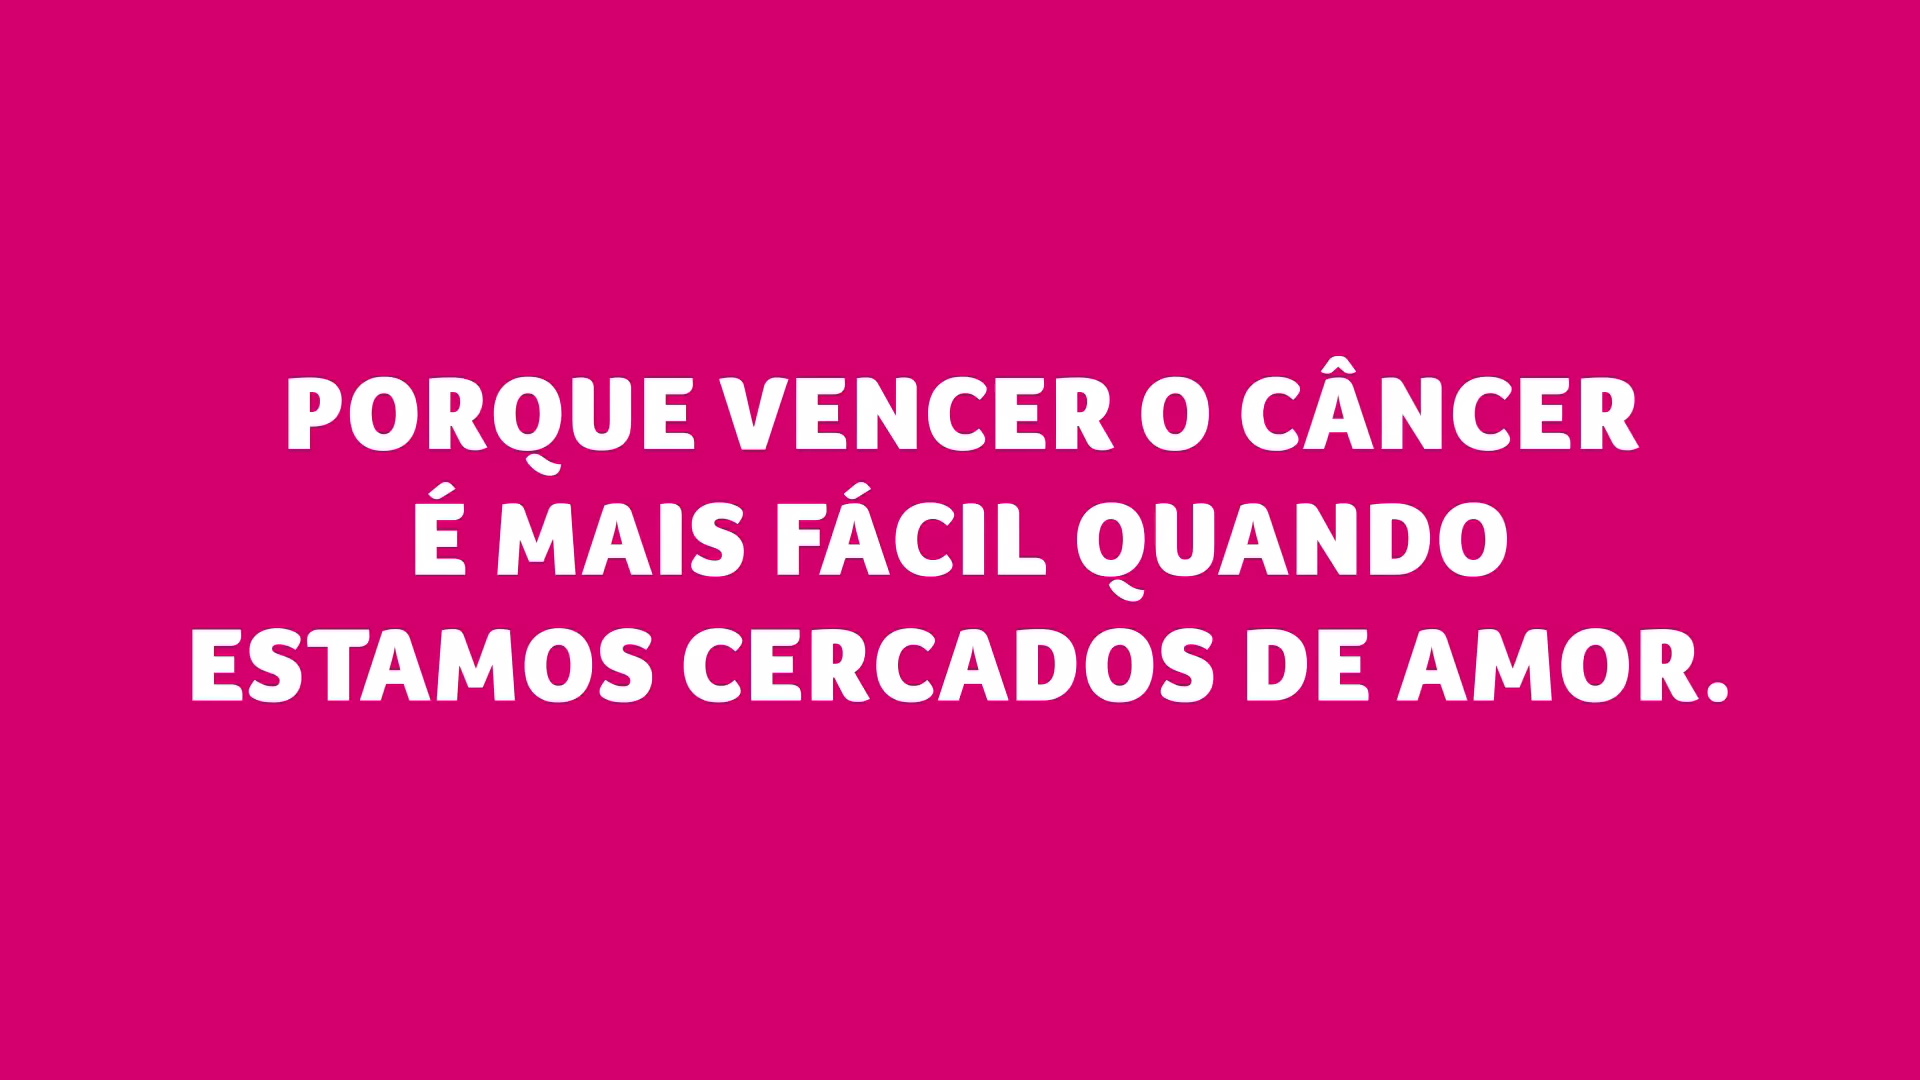 PORQUE VENCER O CÂNCER
É MAIS FÁCIL QUANDO
ESTAMOS CERCADOS DE AMOR.